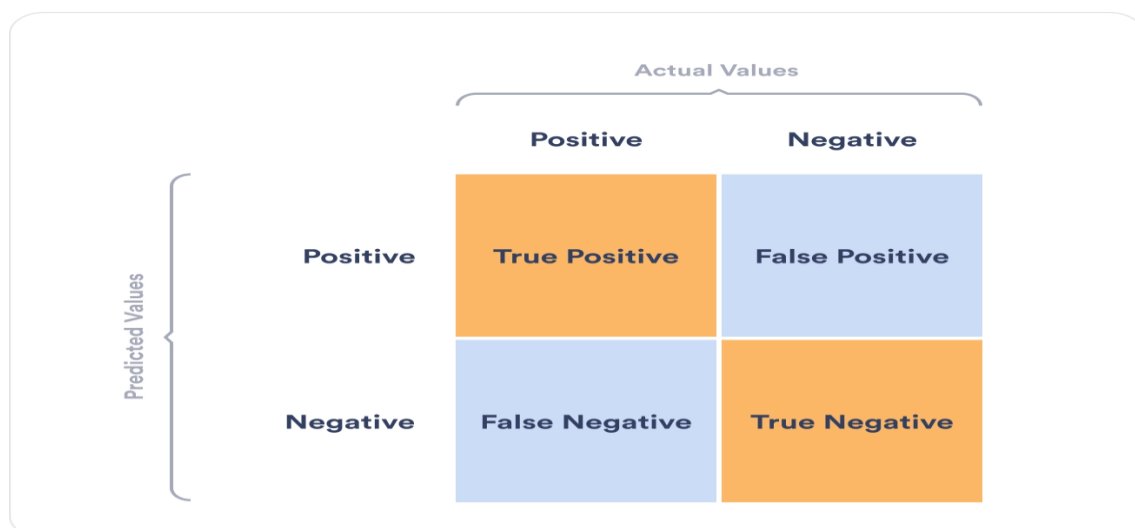 Actual Values
Positive Negative
Positive True Positive False Positive
Predicted Values
Negative False Negative True Negative